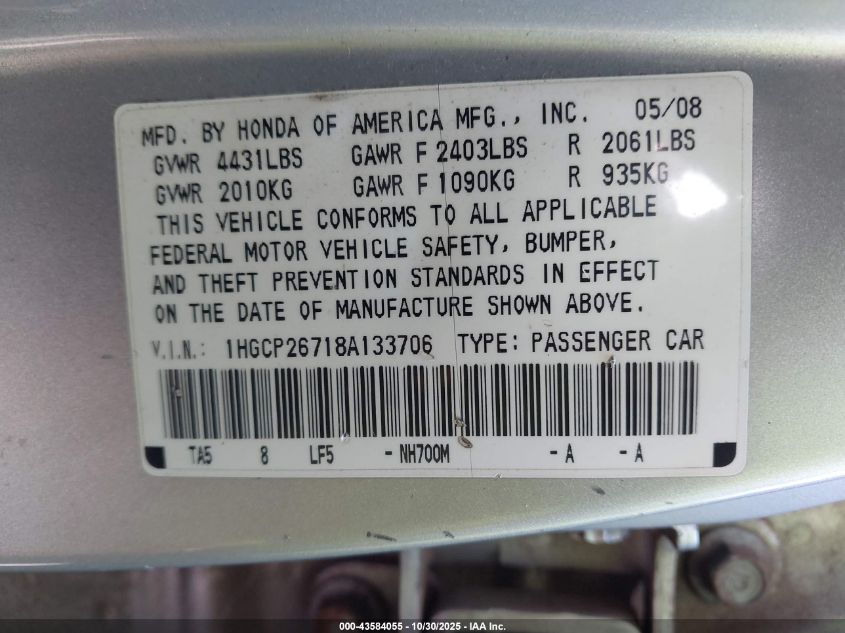 MFD. BY HONDA OF AMERICA MFG., INC. 05/08
GVWR 4431LBS GAWR F 2403LBS R 2061LBS
GVWR 2010KG GAWR F 1090KG R 935KG
THIS VEHICLE CONFORMS TO ALL APPLICABLE
FEDERAL MOTOR VEHICLE SAFETY, BUMPER,
AND THEFT PREVENTION STANDARDS IN EFFECT
ON THE DATE OF MANUFACTURE SHOWN ABOVE.
V.I.N.: 1HGCP26718A133706 TYPE: PASSENGER CAR
TA5 8 LF5 -NH700M -A -A
000-43584055 - 10/30/2025 - IAA Inc.